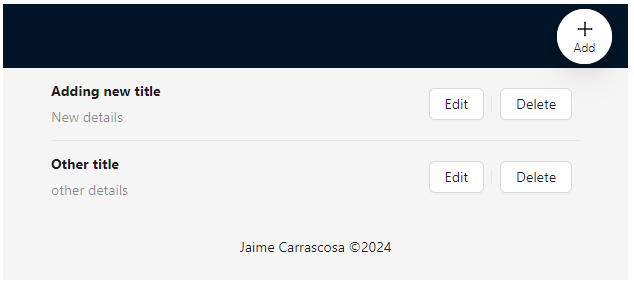 Add
Adding new title
New details
Edit
Delete
Other title
other details
Edit
Delete
Jaime Carrascosa ©2024